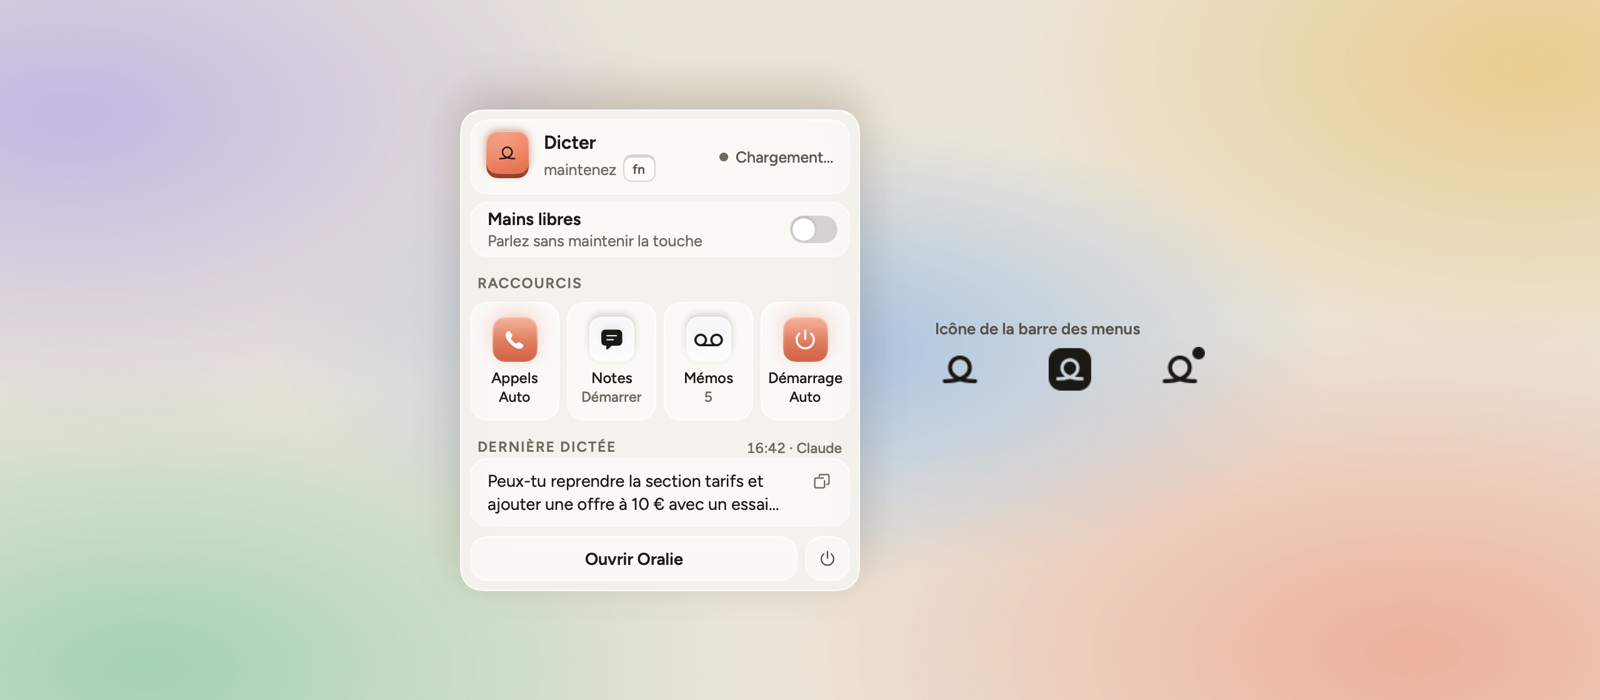 Dicter
maintenez fn
Chargement...
Mains libres
Parlez sans maintenir la touche
RACCOURCIS
Appels
Auto
Notes
Démarrer
Mémos
5
Démarrage
Auto
DERNIÈRE DICTÉE
16:42 · Claude
Peux-tu reprendre la section tarifs et
ajouter une offre à 10 € avec un essai...
Ouvrir Oralie
Icône de la barre des menus